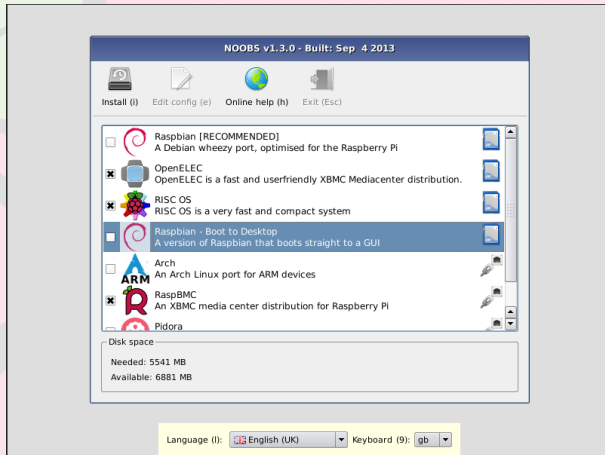 NOOBS v1.3.0 - Built: Sep 4 2013
Install (i) Edit config (e) Online help (h) Exit (Esc)
Raspbian [RECOMMENDED]
A Debian wheezy port, optimised for the Raspberry Pi
OpenELEC
OpenELEC is a fast and userfriendly XBMC Mediacenter distribution.
RISC OS
RISC OS is a very fast and compact system
Raspbian - Boot to Desktop
A version of Raspbian that boots straight to a GUI
Arch
An Arch Linux port for ARM devices
ARM
RaspBMC
An XBMC media center distribution for Raspberry Pi
Pidora
Disk space
Needed: 5541 MB
Available: 6881 MB
Language (l): English (UK) Keyboard (9): gb